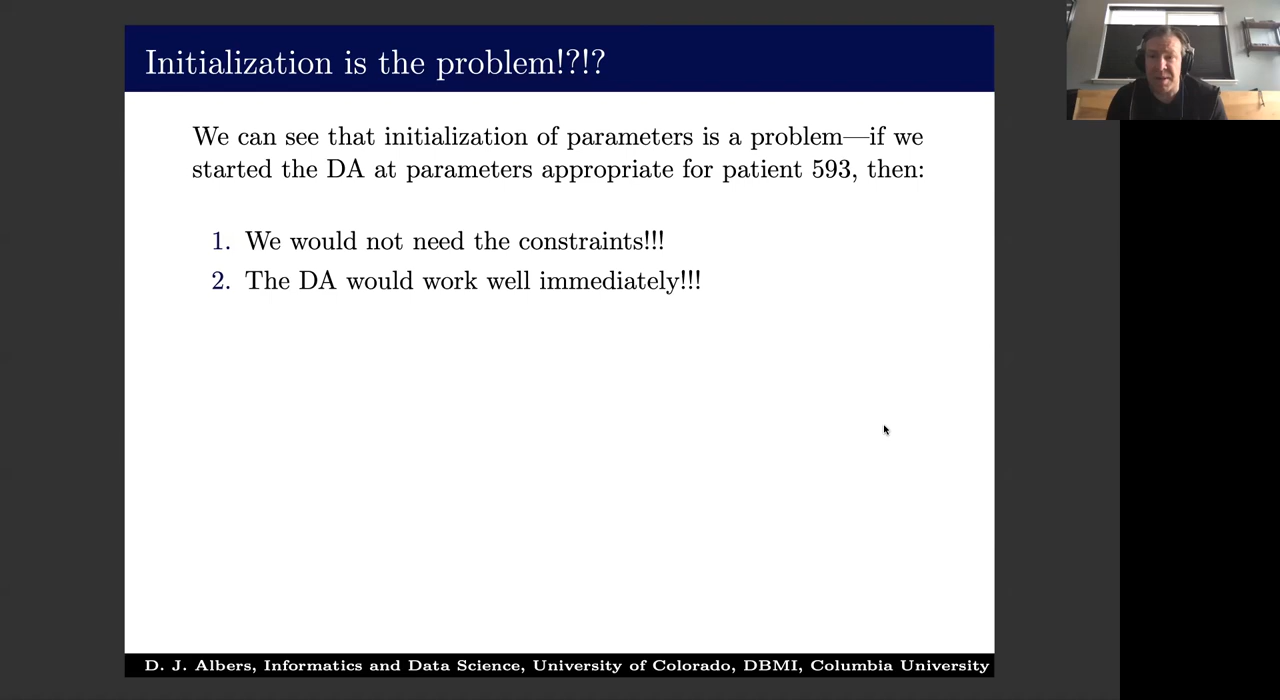 Initialization is the problem!?!?
We can see that initialization of parameters is a problem—if we
started the DA at parameters appropriate for patient 593, then:
1. We would not need the constraints!!!
2. The DA would work well immediately!!!
D. J. Albers, Informatics and Data Science, University of Colorado, DBMI, Columbia University